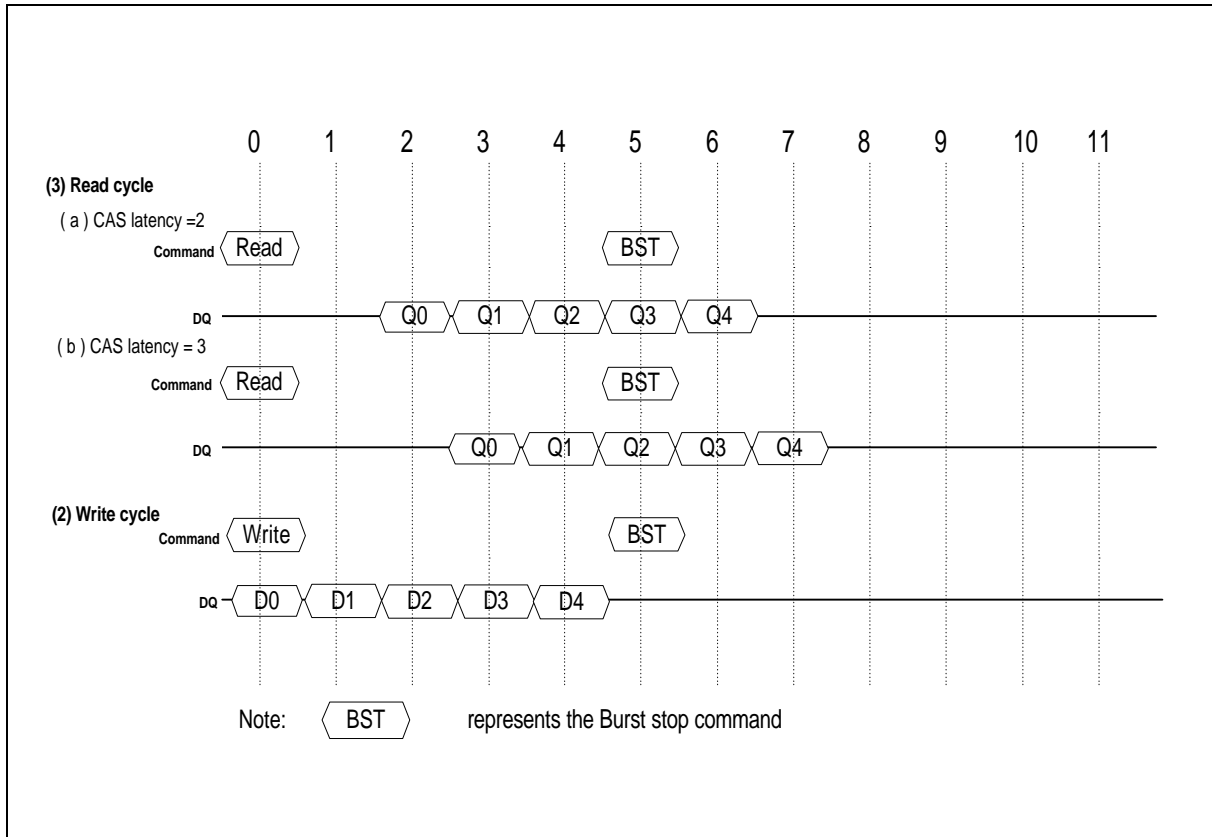 0 1 2 3 4 5 6 7 8 9 10 11
(3) Read cycle
( a ) CAS latency =2
Command Read BST
DQ Q0 Q1 Q2 Q3 Q4
( b ) CAS latency = 3
Command Read BST
DQ Q0 Q1 Q2 Q3 Q4
(2) Write cycle
Command Write BST
DQ D0 D1 D2 D3 D4
Note: BST represents the Burst stop command